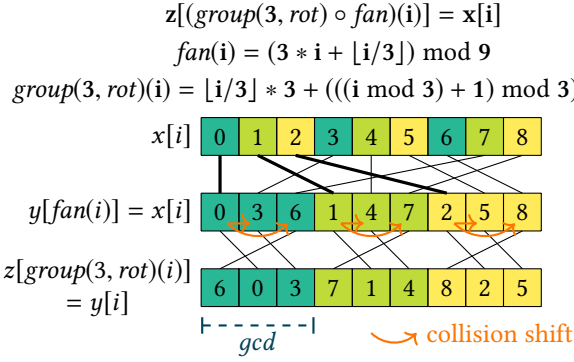 z[(group(3, rot) ∘ fan)(i)] = x[i]
fan(i) = (3 * i + ⌊i/3⌋) mod 9
group(3, rot)(i) = ⌊i/3⌋ * 3 + (((i mod 3) + 1) mod 3)
x[i] 0 1 2 3 4 5 6 7 8
y[fan(i)] = x[i] 0 3 6 1 4 7 2 5 8
z[group(3, rot)(i)]
= y[i] 6 0 3 7 1 4 8 2 5
gcd collision shift